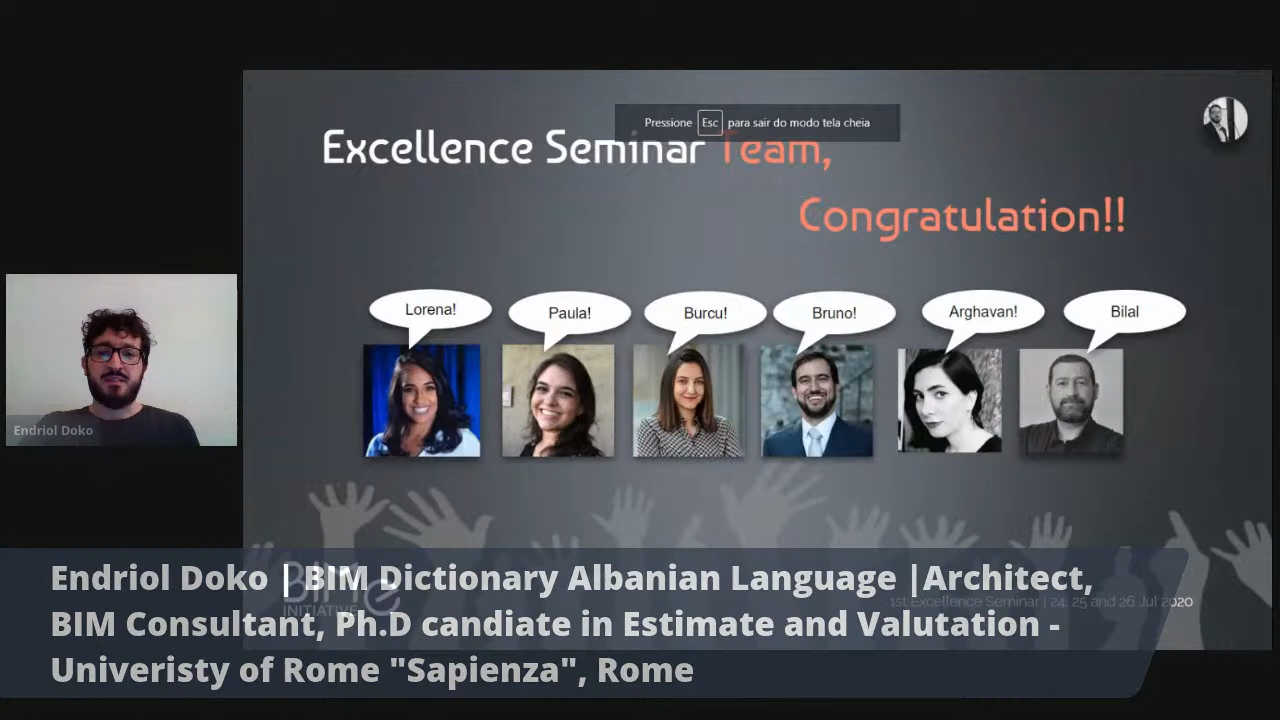 Pressione Esc para sair do modo tela cheia
Excellence Seminar Team,
Congratulation!!
Lorena! Paula! Burcu! Bruno! Arghavan! Bilal
Endriol Doko
BIMe
INITIATIVE
1st Excellence Seminar | 24, 25 and 26 Jul 2020
Endriol Doko | BIM Dictionary Albanian Language |Architect,
BIM Consultant, Ph.D candiate in Estimate and Valutation -
Univeristy of Rome "Sapienza", Rome